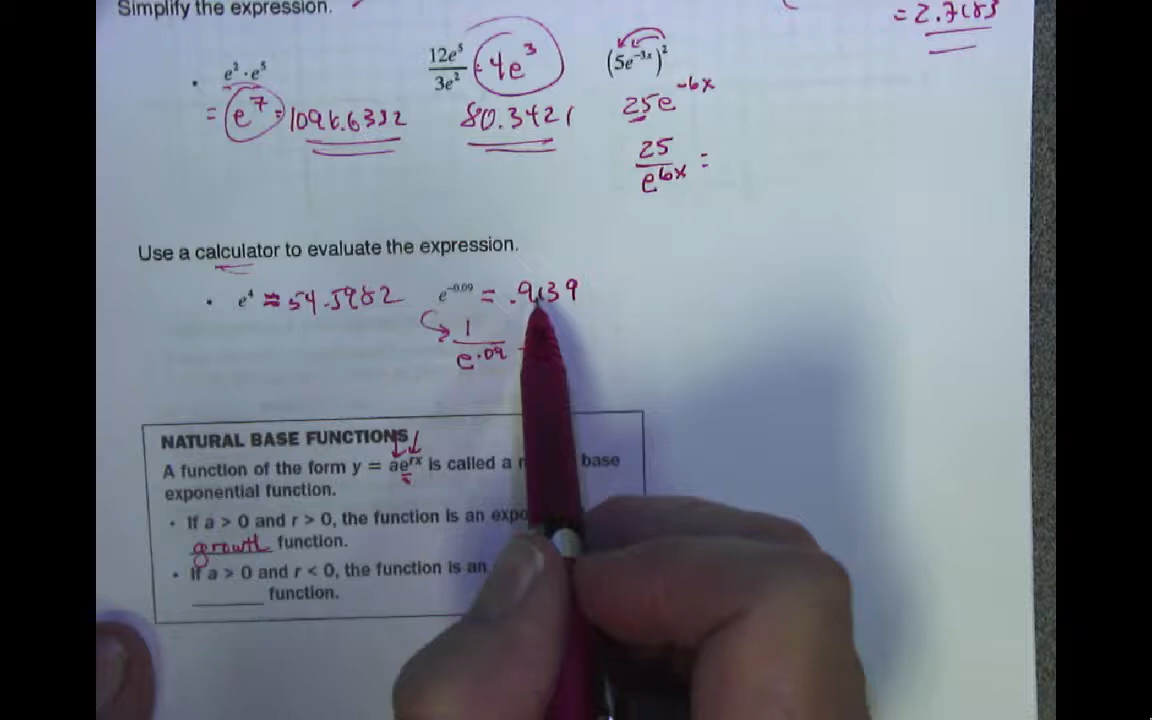 Simplify the expression.
= 2.7183
• e² · e⁵
= e⁷ = 1096.6332
12e⁵/3e² = 4e³
80.3421
(5e⁻³ˣ)²
25e⁻⁶ˣ
25/e⁶ˣ =
Use a calculator to evaluate the expression.
• e⁴ ≈ 54.5982
e⁻⁰·⁰⁹ = .9139
1/e^.09
NATURAL BASE FUNCTIONS
A function of the form y = aeʳˣ is called a base
exponential function.
• If a > 0 and r > 0, the function is an
growth function.
• If a > 0 and r < 0, the function is an
______ function.